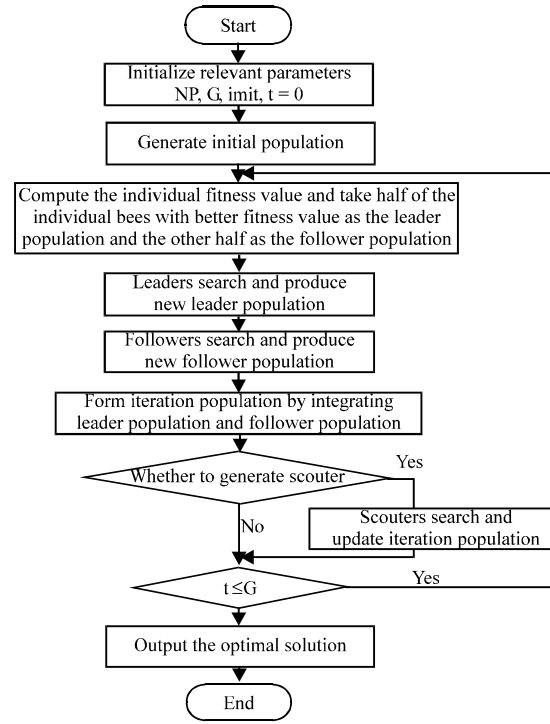 Start
Initialize relevant parameters
NP, G, imit, t = 0
Generate initial population
Compute the individual fitness value and take half of the
individual bees with better fitness value as the leader
population and the other half as the follower population
Leaders search and produce
new leader population
Followers search and produce
new follower population
Form iteration population by integrating
leader population and follower population
Whether to generate scouter
Yes
No
Scouters search and
update iteration population
t ≤G
Yes
Output the optimal solution
End